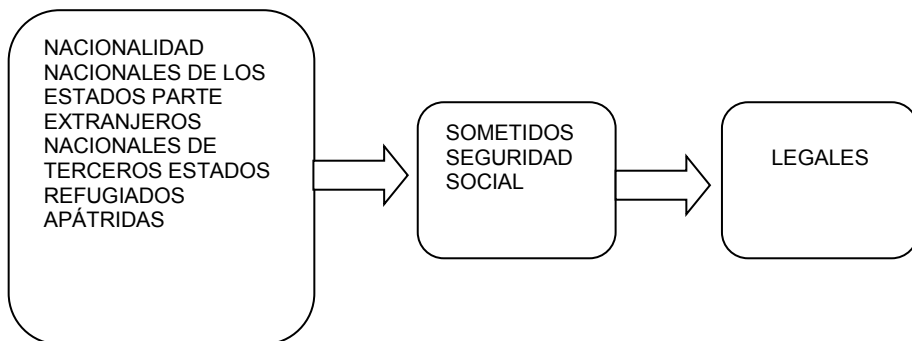 NACIONALIDAD
NACIONALES DE LOS
ESTADOS PARTE
EXTRANJEROS
NACIONALES DE
TERCEROS ESTADOS
REFUGIADOS
APÁTRIDAS
SOMETIDOS
SEGURIDAD
SOCIAL
LEGALES